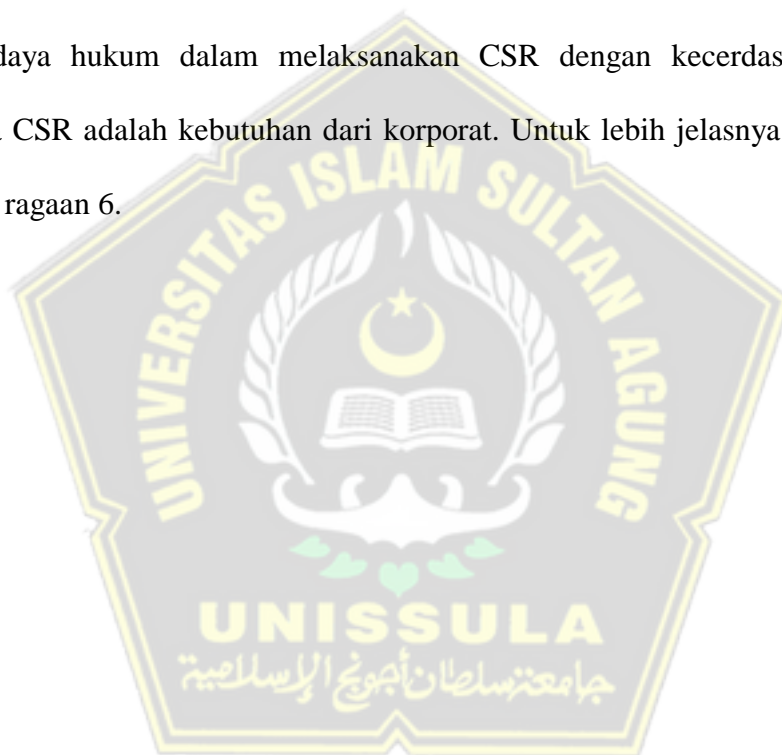 daya hukum dalam melaksanakan CSR dengan kecerdas
CSR adalah kebutuhan dari korporat. Untuk lebih jelasnya
ragaan 6.
UNIVERSITAS ISLAM SULTAN AGUNG
UNISSULA
جامعة سلطان أجونج الإسلامية